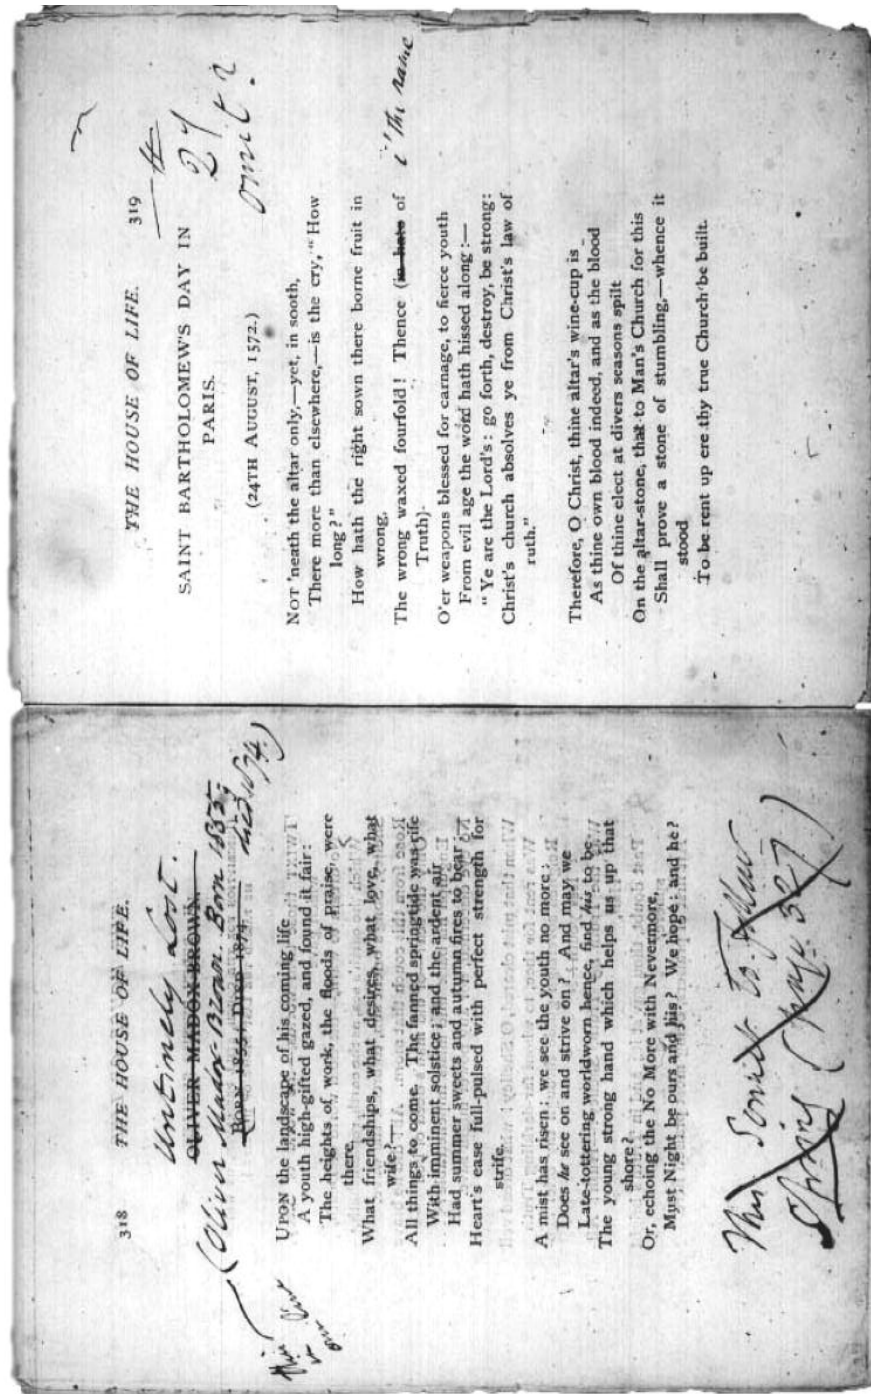 318 THE HOUSE OF LIFE.
Untimely Lost.
OLIVER MADOX BROWN.
(Oliver Madox Brown. Born 1855;
BORN 1855; DIED 1874.
died 1874.)
UPON the landscape of his coming life
A youth high-gifted gazed, and found it fair:
The heights of work, the floods of praise, were
there.
What friendships, what desires, what love, what
wife?—
All things to come. The fanned springtide was rife
With imminent solstice; and the ardent air
Had summer sweets and autumn fires to bear;—
Heart's ease full-pulsed with perfect strength for
strife.
A mist has risen: we see the youth no more:
Does he see on and strive on? And may we
Late-tottering worldworn hence, find his to be
The young strong hand which helps us up that
shore?
Or, echoing the No More with Nevermore,
Must Night be ours and his? We hope: and he?
This Sonnet to follow
Spring (page 327)
THE HOUSE OF LIFE. 319
SAINT BARTHOLOMEW'S DAY IN
PARIS.
27
omit?
(24TH AUGUST, 1572.)
NOT 'neath the altar only,—yet, in sooth,
There more than elsewhere,—is the cry, "How
long?"
How hath the right sown there borne fruit in
wrong.
The wrong waxed fourfold! Thence (in hate of
i' the name
Truth)
O'er weapons blessed for carnage, to fierce youth
From evil age the word hath hissed along:—
"Ye are the Lord's: go forth, destroy, be strong:
Christ's church absolves ye from Christ's law of
ruth."
Therefore, O Christ, thine altar's wine-cup is
As thine own blood indeed, and as the blood
Of thine elect at divers seasons spilt
On the altar-stone, that to Man's Church for this
Shall prove a stone of stumbling,—whence it
stood
To be rent up ere thy true Church be built.